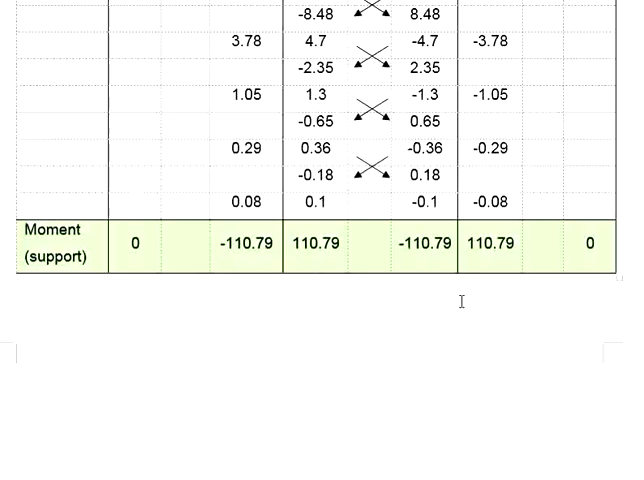 -8.48 8.48
3.78 4.7 -4.7 -3.78
-2.35 2.35
1.05 1.3 -1.3 -1.05
-0.65 0.65
0.29 0.36 -0.36 -0.29
-0.18 0.18
0.08 0.1 -0.1 -0.08
Moment
(support) 0 -110.79 110.79 -110.79 110.79 0